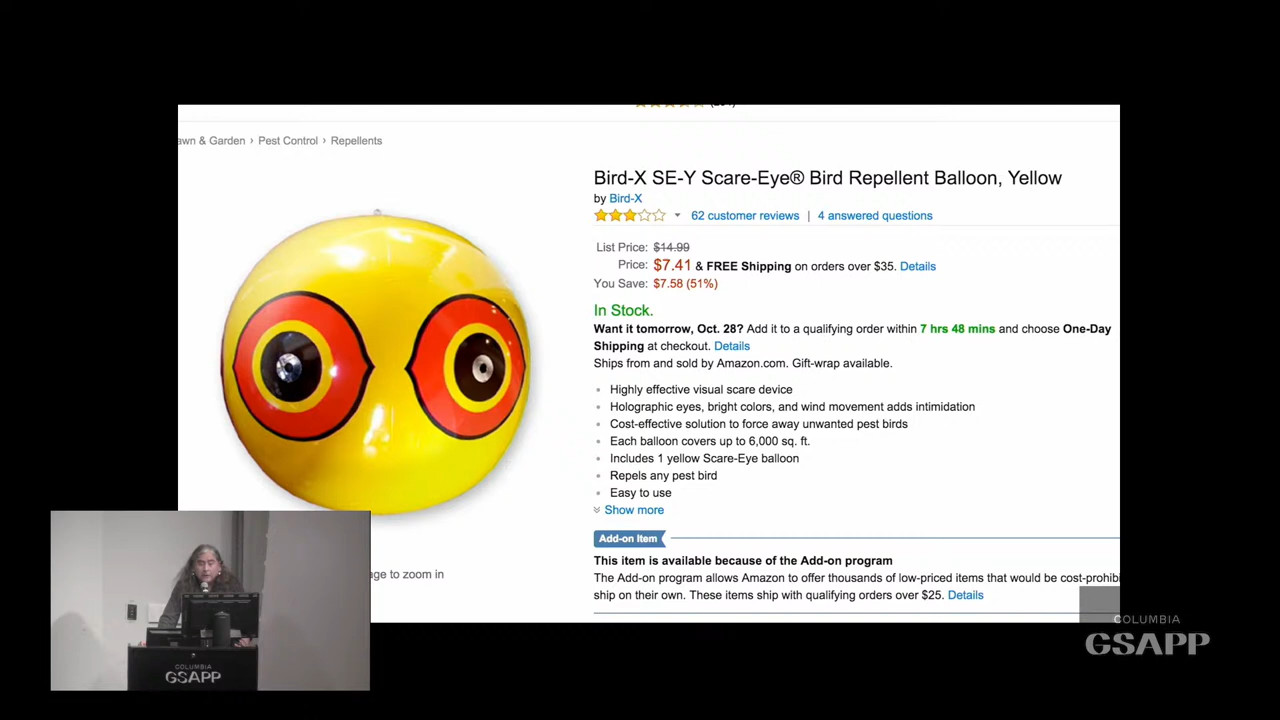 awn & Garden › Pest Control › Repellents
Bird-X SE-Y Scare-Eye® Bird Repellent Balloon, Yellow
by Bird-X
62 customer reviews | 4 answered questions
List Price: $14.99
Price: $7.41 & FREE Shipping on orders over $35. Details
You Save: $7.58 (51%)
In Stock.
Want it tomorrow, Oct. 28? Add it to a qualifying order within 7 hrs 48 mins and choose One-Day
Shipping at checkout. Details
Ships from and sold by Amazon.com. Gift-wrap available.
Highly effective visual scare device
Holographic eyes, bright colors, and wind movement adds intimidation
Cost-effective solution to force away unwanted pest birds
Each balloon covers up to 6,000 sq. ft.
Includes 1 yellow Scare-Eye balloon
Repels any pest bird
Easy to use
Show more
Add-on Item
This item is available because of the Add-on program
The Add-on program allows Amazon to offer thousands of low-priced items that would be cost-prohibi
ship on their own. These items ship with qualifying orders over $25. Details
ge to zoom in
COLUMBIA
GSAPP
COLUMBIA
GSAPP